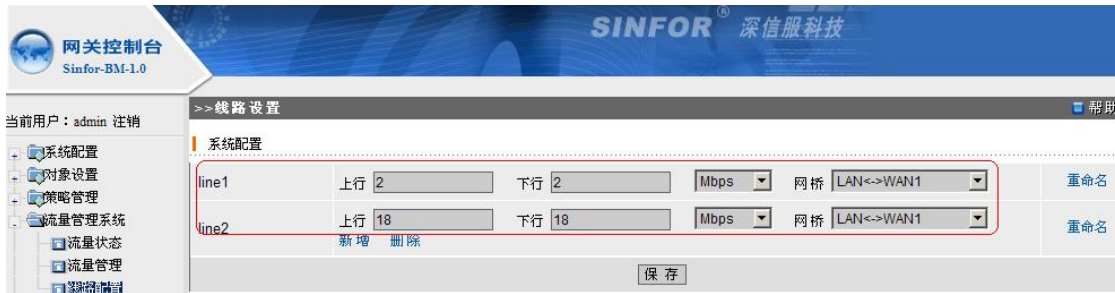 SINFOR® 深信服科技
网关控制台
Sinfor-BM-1.0
当前用户：admin 注销
系统配置
对象设置
策略管理
流量管理系统
流量状态
流量管理
线路配置
>>线路设置
帮助
系统配置
line1 上行 2 下行 2 Mbps 网桥 LAN<->WAN1 重命名
line2 上行 18 下行 18 Mbps 网桥 LAN<->WAN1 重命名
新增 删除
保存